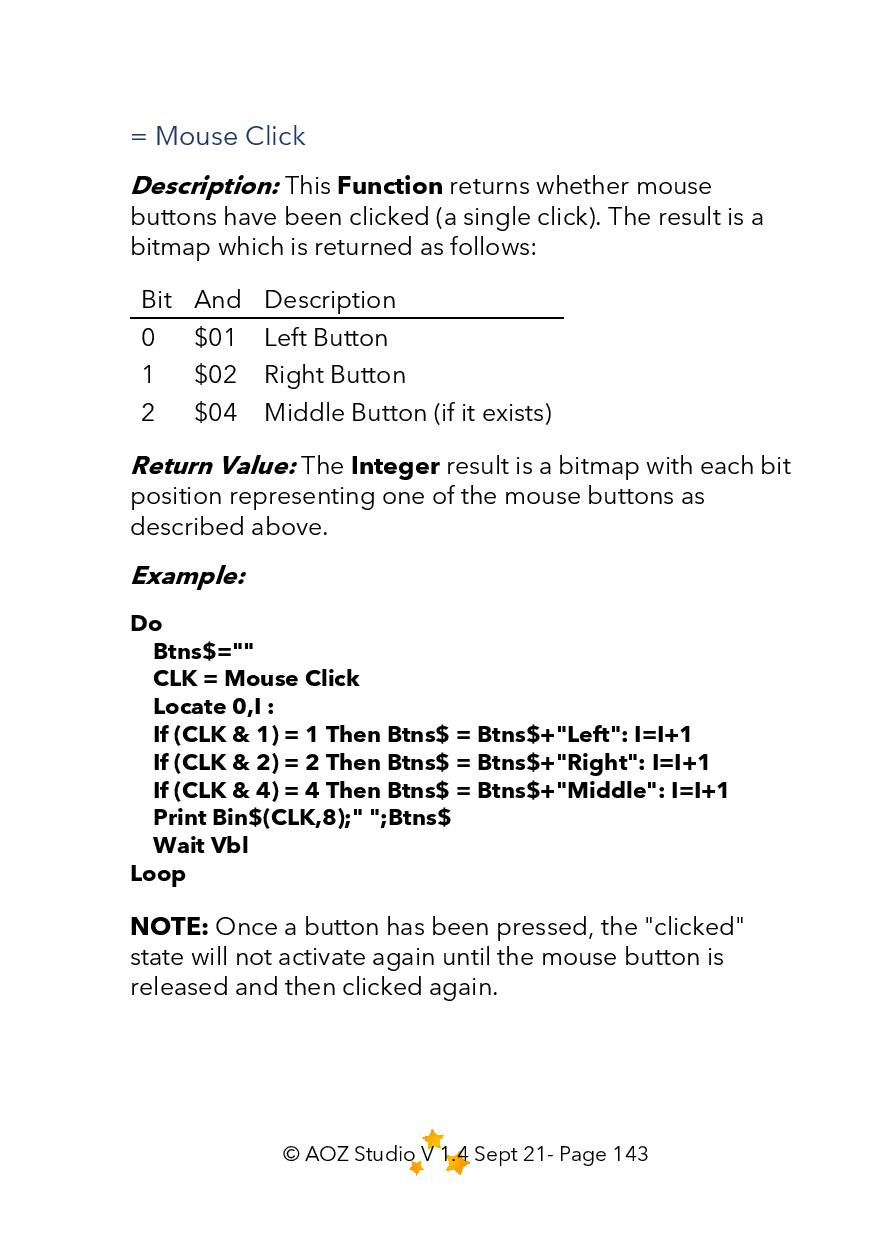 = Mouse Click
Description: This Function returns whether mouse
buttons have been clicked (a single click). The result is a
bitmap which is returned as follows:
Bit And Description
0 $01 Left Button
1 $02 Right Button
2 $04 Middle Button (if it exists)
Return Value: The Integer result is a bitmap with each bit
position representing one of the mouse buttons as
described above.
Example:
Do
Btns$=""
CLK = Mouse Click
Locate 0,I :
If (CLK & 1) = 1 Then Btns$ = Btns$+"Left": I=I+1
If (CLK & 2) = 2 Then Btns$ = Btns$+"Right": I=I+1
If (CLK & 4) = 4 Then Btns$ = Btns$+"Middle": I=I+1
Print Bin$(CLK,8);" ";Btns$
Wait Vbl
Loop
NOTE: Once a button has been pressed, the "clicked"
state will not activate again until the mouse button is
released and then clicked again.
© AOZ Studio V 1.4 Sept 21- Page 143